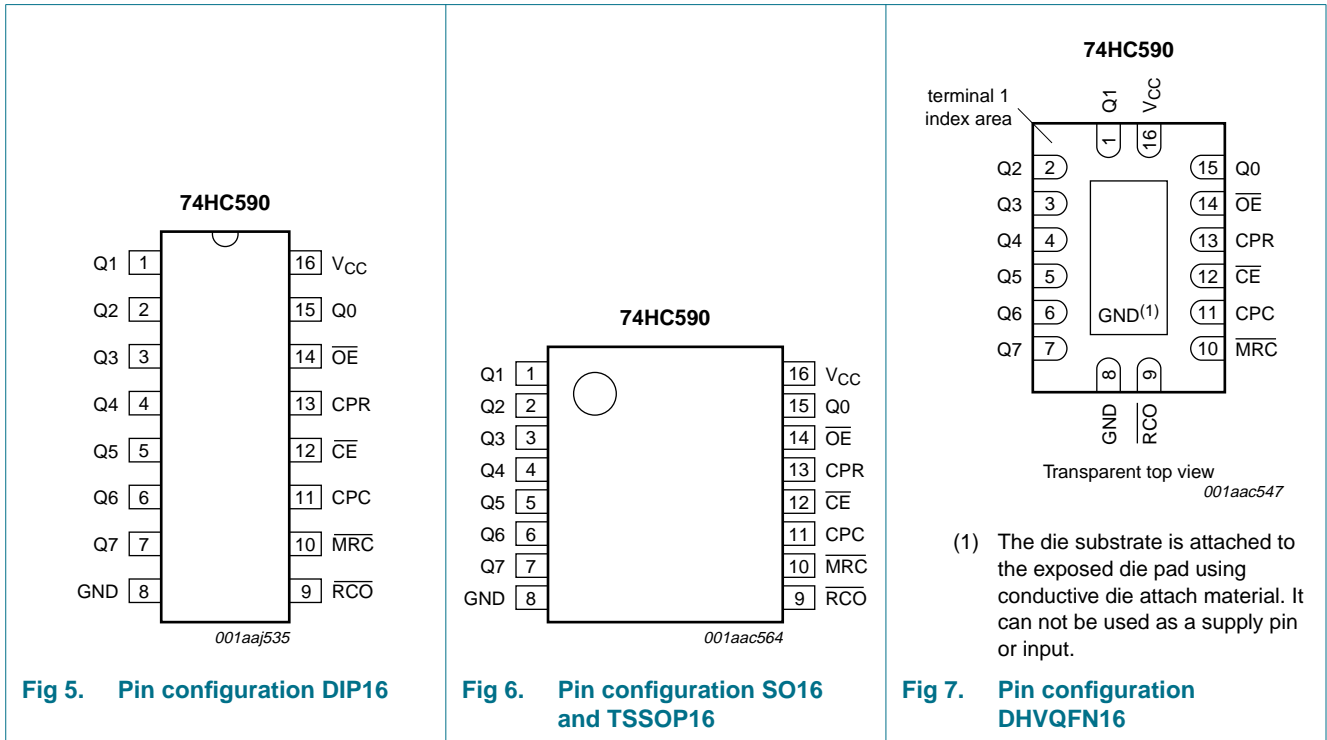 74HC590
Q1 1
16 VCC
Q2 2
15 Q0
Q3 3
14 OE
Q4 4
13 CPR
Q5 5
12 CE
Q6 6
11 CPC
Q7 7
10 MRC
GND 8
9 RCO
001aaj535
Fig 5. Pin configuration DIP16
74HC590
Q1 1
16 VCC
Q2 2
15 Q0
Q3 3
14 OE
Q4 4
13 CPR
Q5 5
12 CE
Q6 6
11 CPC
Q7 7
10 MRC
GND 8
9 RCO
001aac564
Fig 6. Pin configuration SO16
and TSSOP16
74HC590
terminal 1
index area
Q1
VCC
1
16
Q2 2
15 Q0
Q3 3
14 OE
Q4 4
13 CPR
Q5 5
12 CE
Q6 6
GND(1)
11 CPC
Q7 7
10 MRC
8
9
GND
RCO
Transparent top view
001aac547
(1) The die substrate is attached to
the exposed die pad using
conductive die attach material. It
can not be used as a supply pin
or input.
Fig 7. Pin configuration
DHVQFN16